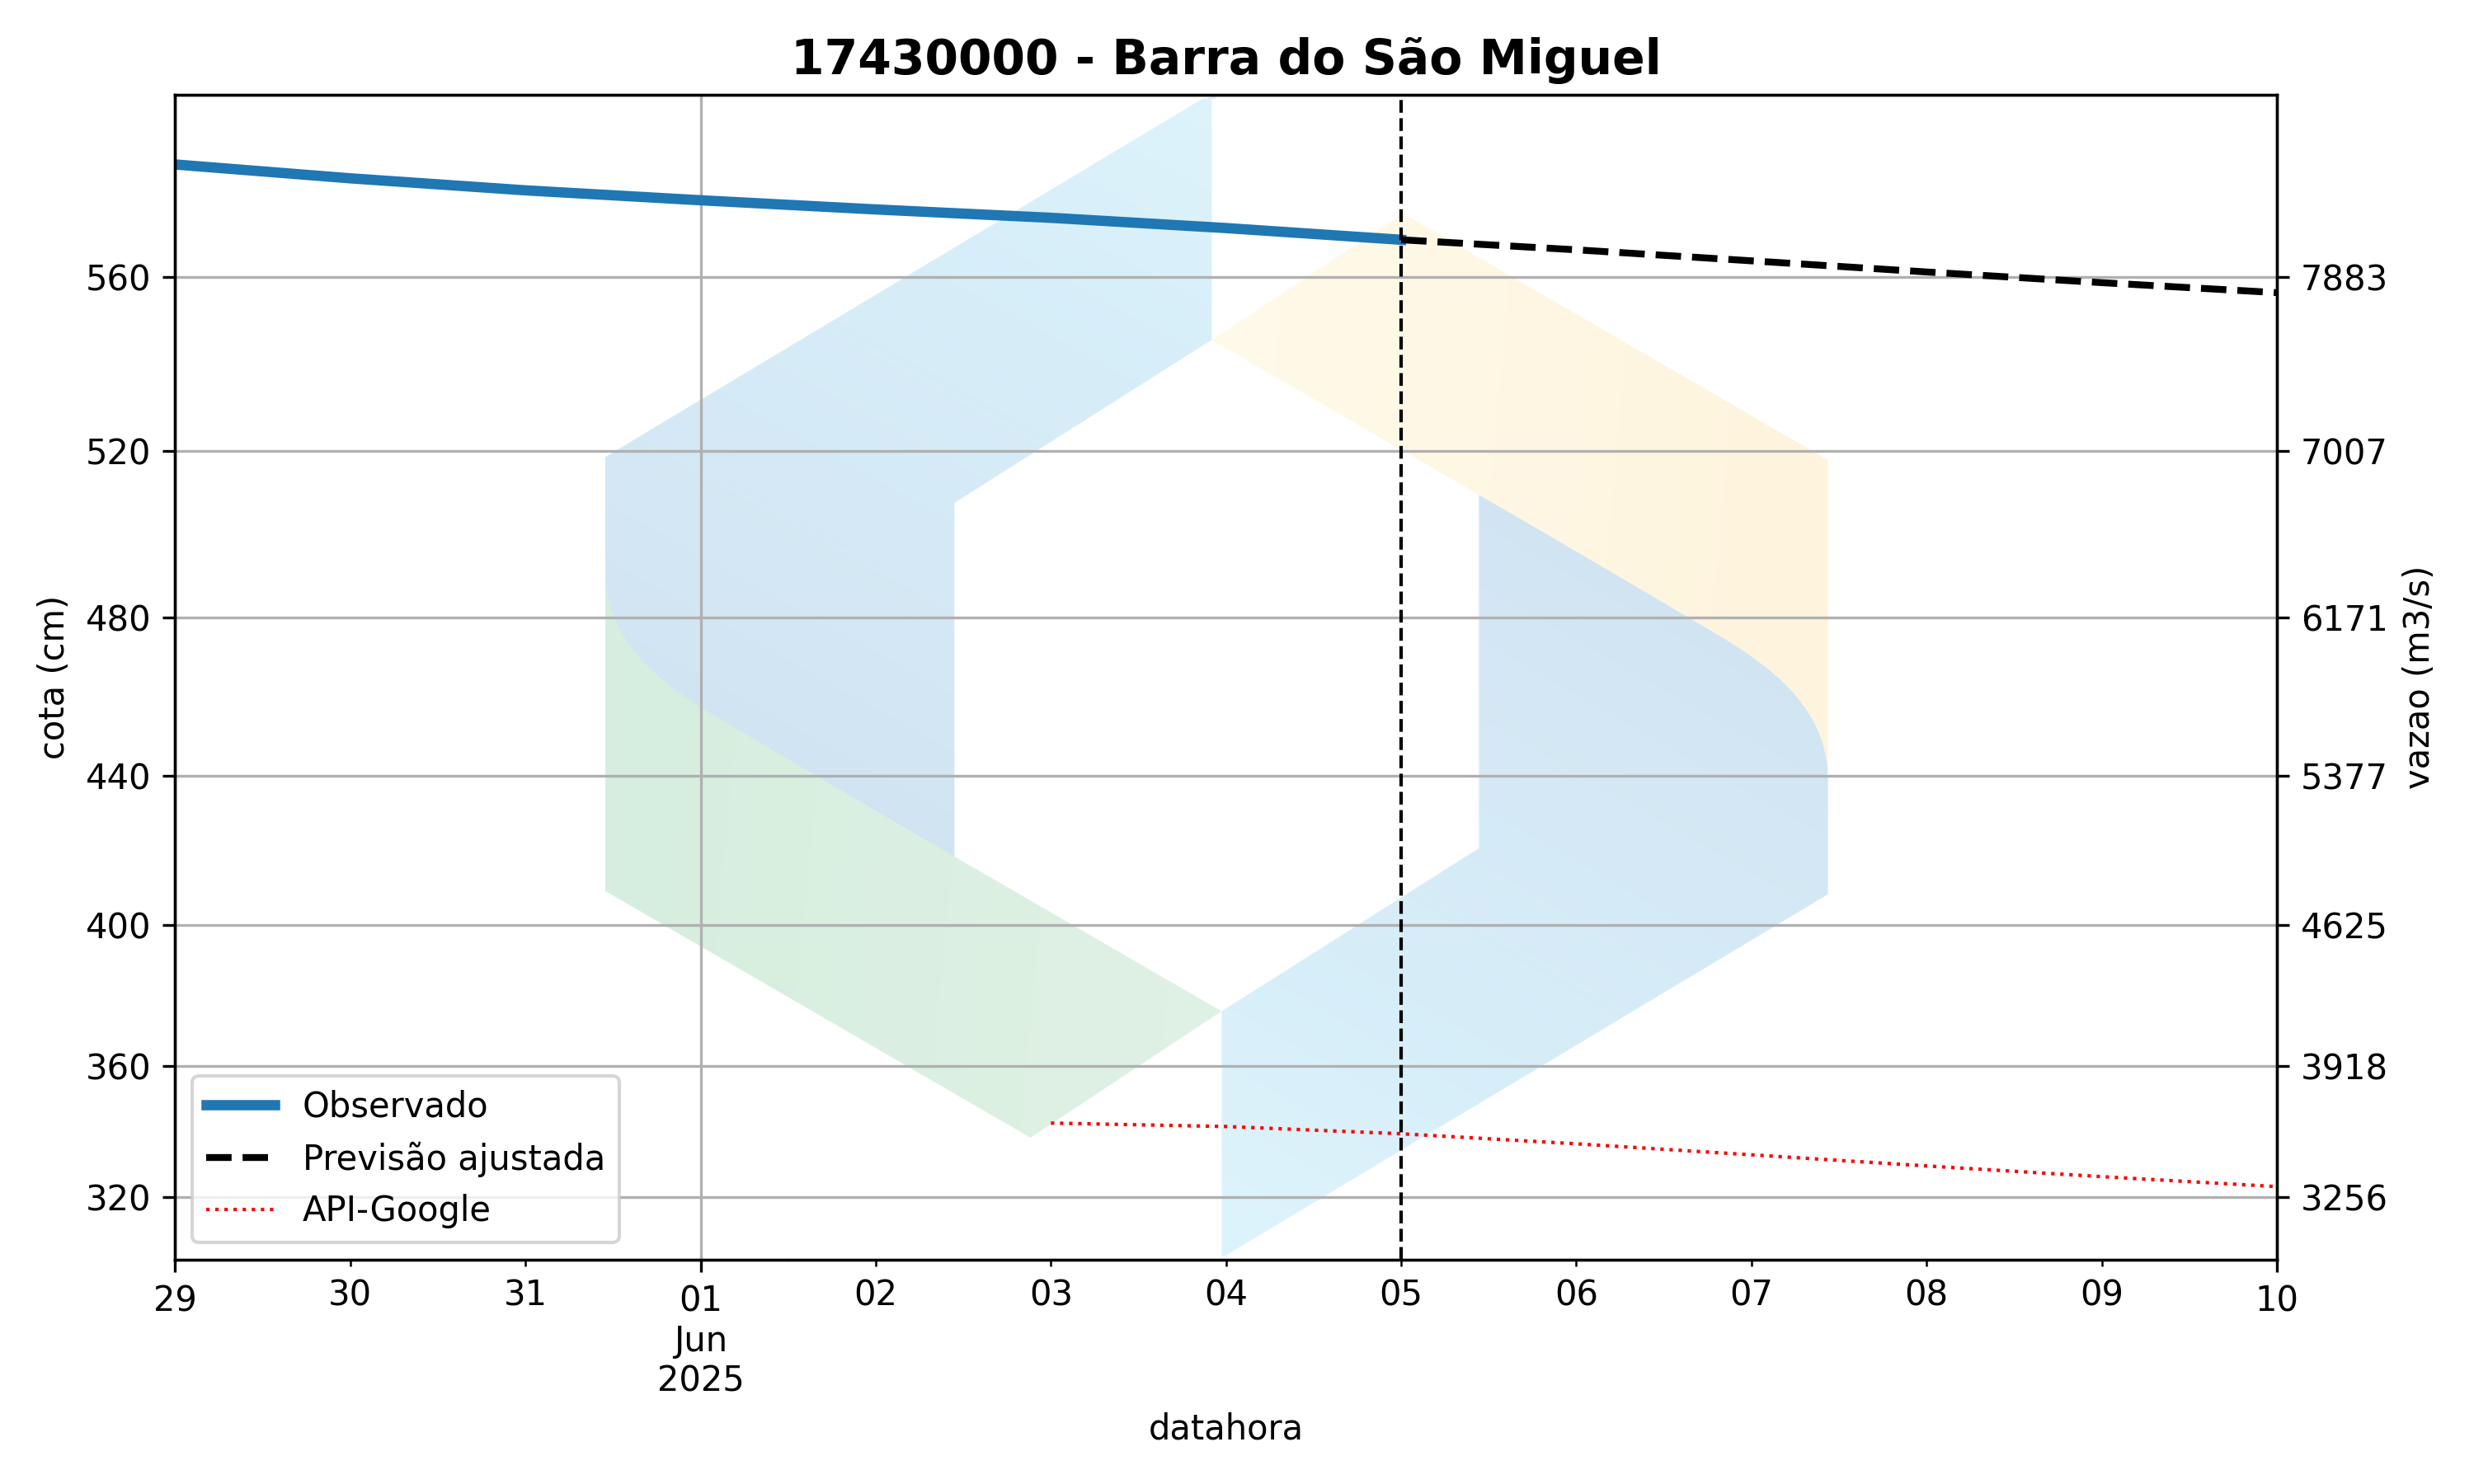 17430000 - Barra do São Miguel
cota (cm)
560
520
480
440
400
360
320
7883
7007
6171
5377
4625
3918
3256
vazao (m3/s)
Observado
Previsão ajustada
API-Google
29 30 31 01 02 03 04 05 06 07 08 09 10
Jun
2025
datahora